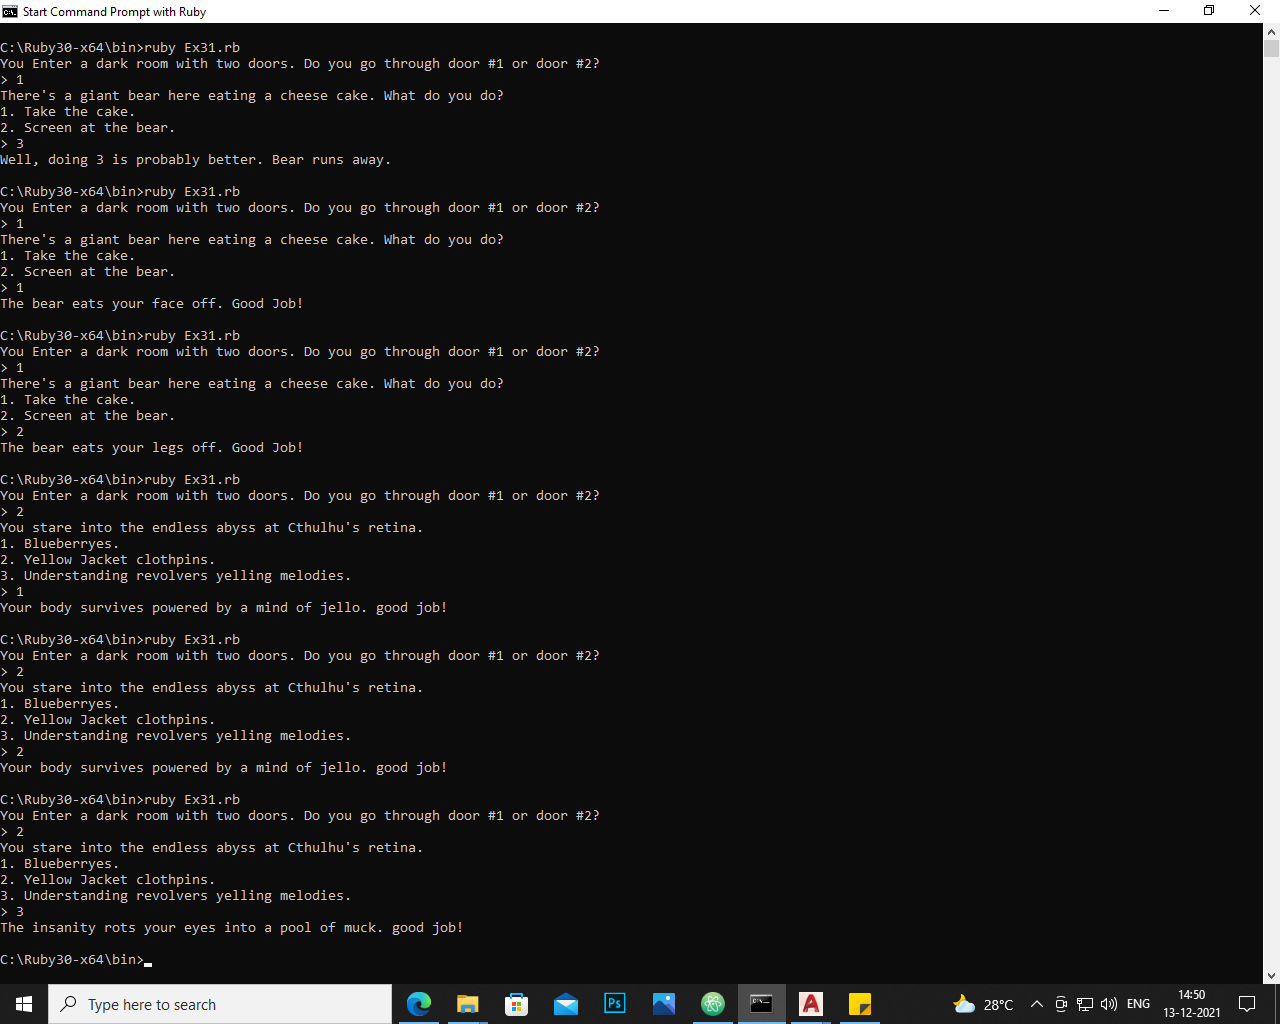 Start Command Prompt with Ruby
C:\Ruby30-x64\bin>ruby Ex31.rb
You Enter a dark room with two doors. Do you go through door #1 or door #2?
> 1
There's a giant bear here eating a cheese cake. What do you do?
1. Take the cake.
2. Screen at the bear.
> 3
Well, doing 3 is probably better. Bear runs away.
C:\Ruby30-x64\bin>ruby Ex31.rb
You Enter a dark room with two doors. Do you go through door #1 or door #2?
> 1
There's a giant bear here eating a cheese cake. What do you do?
1. Take the cake.
2. Screen at the bear.
> 1
The bear eats your face off. Good Job!
C:\Ruby30-x64\bin>ruby Ex31.rb
You Enter a dark room with two doors. Do you go through door #1 or door #2?
> 1
There's a giant bear here eating a cheese cake. What do you do?
1. Take the cake.
2. Screen at the bear.
> 2
The bear eats your legs off. Good Job!
C:\Ruby30-x64\bin>ruby Ex31.rb
You Enter a dark room with two doors. Do you go through door #1 or door #2?
> 2
You stare into the endless abyss at Cthulhu's retina.
1. Blueberryes.
2. Yellow Jacket clothpins.
3. Understanding revolvers yelling melodies.
> 1
Your body survives powered by a mind of jello. good job!
C:\Ruby30-x64\bin>ruby Ex31.rb
You Enter a dark room with two doors. Do you go through door #1 or door #2?
> 2
You stare into the endless abyss at Cthulhu's retina.
1. Blueberryes.
2. Yellow Jacket clothpins.
3. Understanding revolvers yelling melodies.
> 2
Your body survives powered by a mind of jello. good job!
C:\Ruby30-x64\bin>ruby Ex31.rb
You Enter a dark room with two doors. Do you go through door #1 or door #2?
> 2
You stare into the endless abyss at Cthulhu's retina.
1. Blueberryes.
2. Yellow Jacket clothpins.
3. Understanding revolvers yelling melodies.
> 3
The insanity rots your eyes into a pool of muck. good job!
C:\Ruby30-x64\bin>
Type here to search
Ps
A
28°C
ENG
14:50
13-12-2021